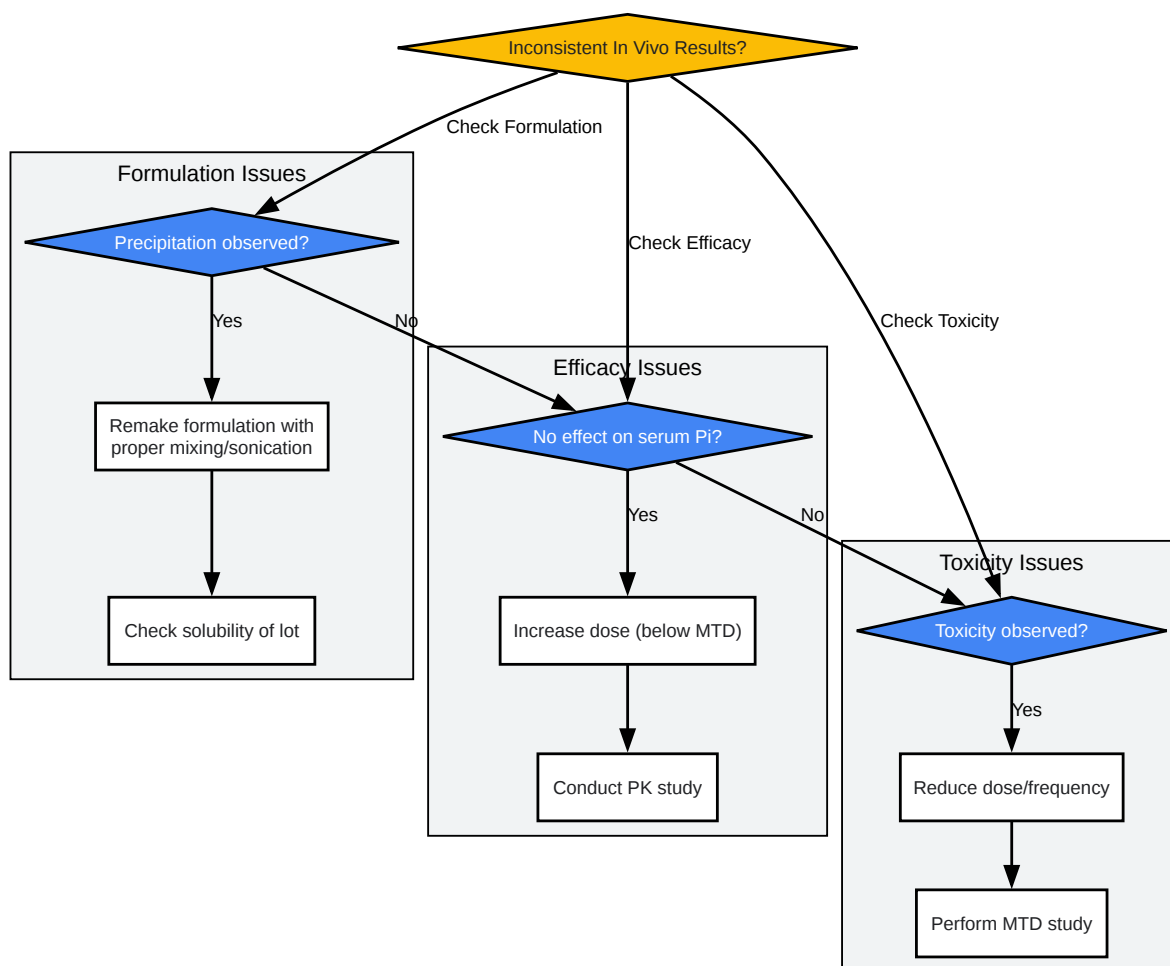 Inconsistent In Vivo Results?
Check Formulation
Formulation Issues
Precipitation observed?
Check Efficacy
Check Toxicity
Yes
No
Efficacy Issues
Remake formulation with
proper mixing/sonication
No effect on serum Pi?
Yes
No
Toxicity Issues
Check solubility of lot
Increase dose (below MTD)
Toxicity observed?
Yes
Conduct PK study
Reduce dose/frequency
Perform MTD study